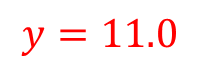 y = 11.0